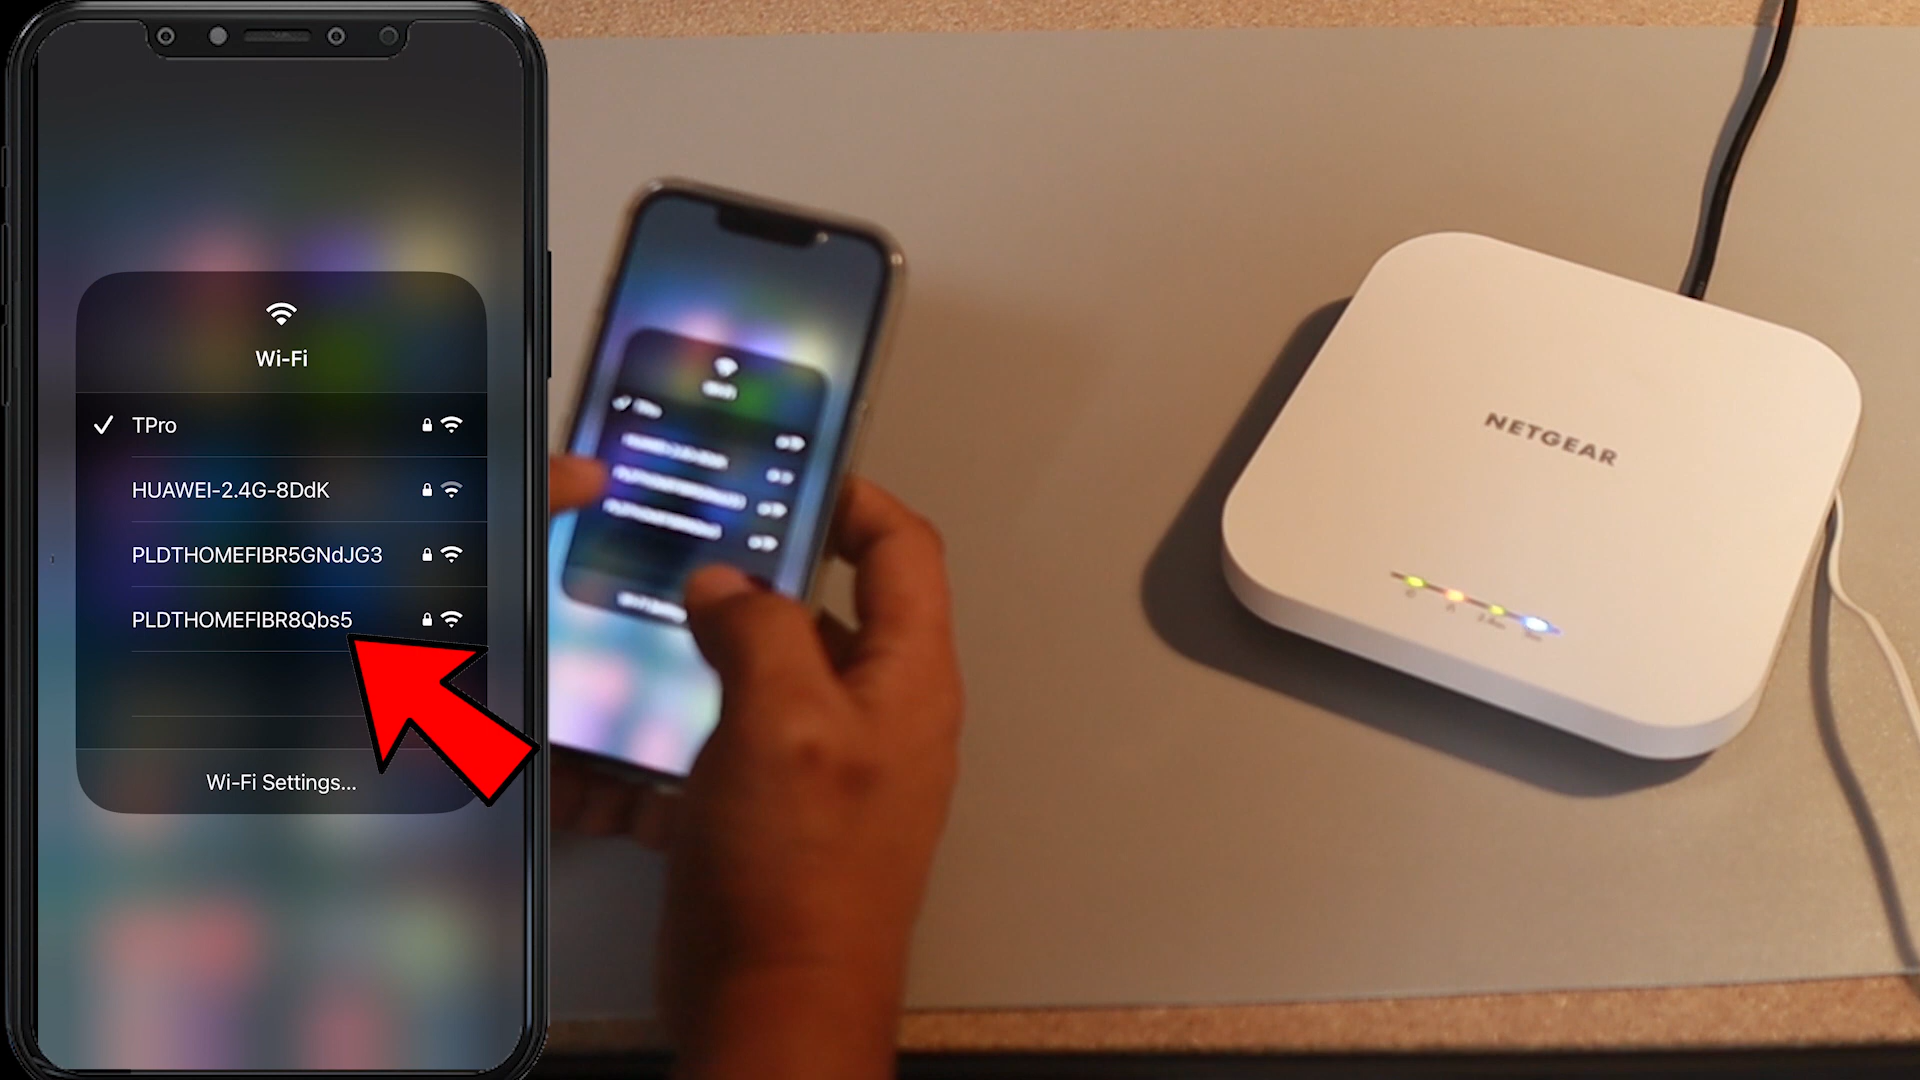 Wi-Fi
TPro
HUAWEI-2.4G-8DdK
PLDTHOMEFIBR5GNdJG3
PLDTHOMEFIBR8Qbs5
Wi-Fi Settings...
NETGEAR